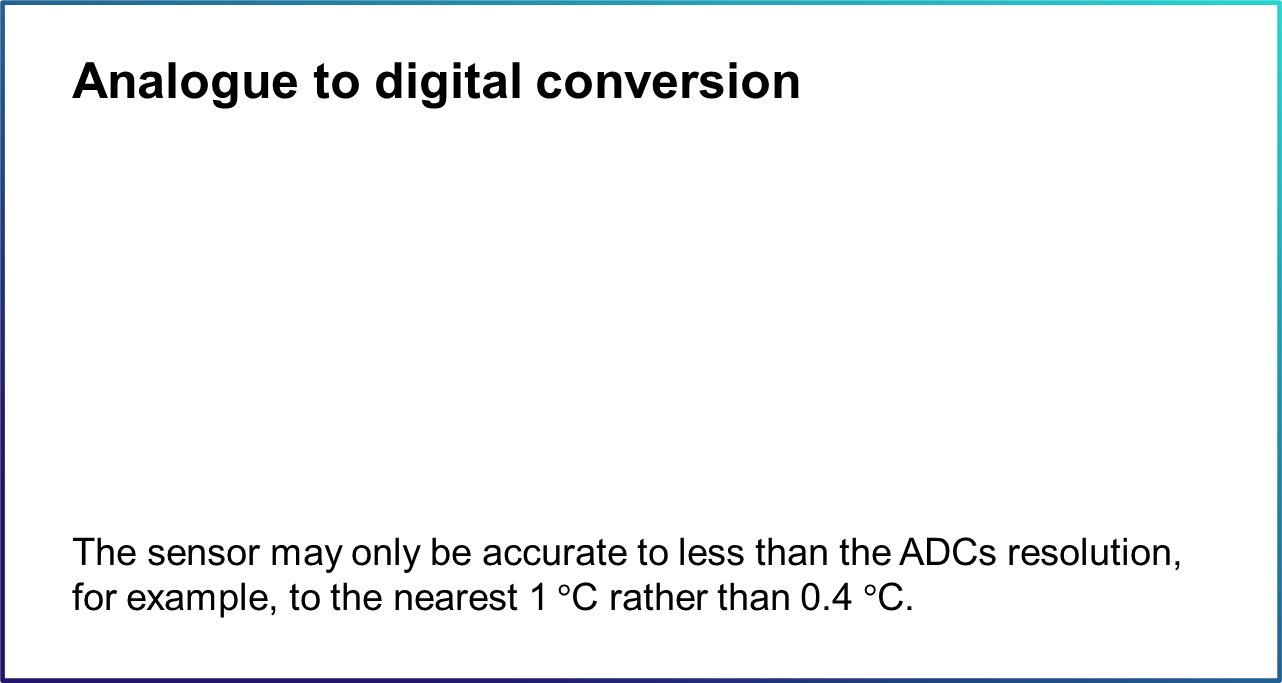 Analogue to digital conversion
The sensor may only be accurate to less than the ADCs resolution,
for example, to the nearest 1 °C rather than 0.4 °C.